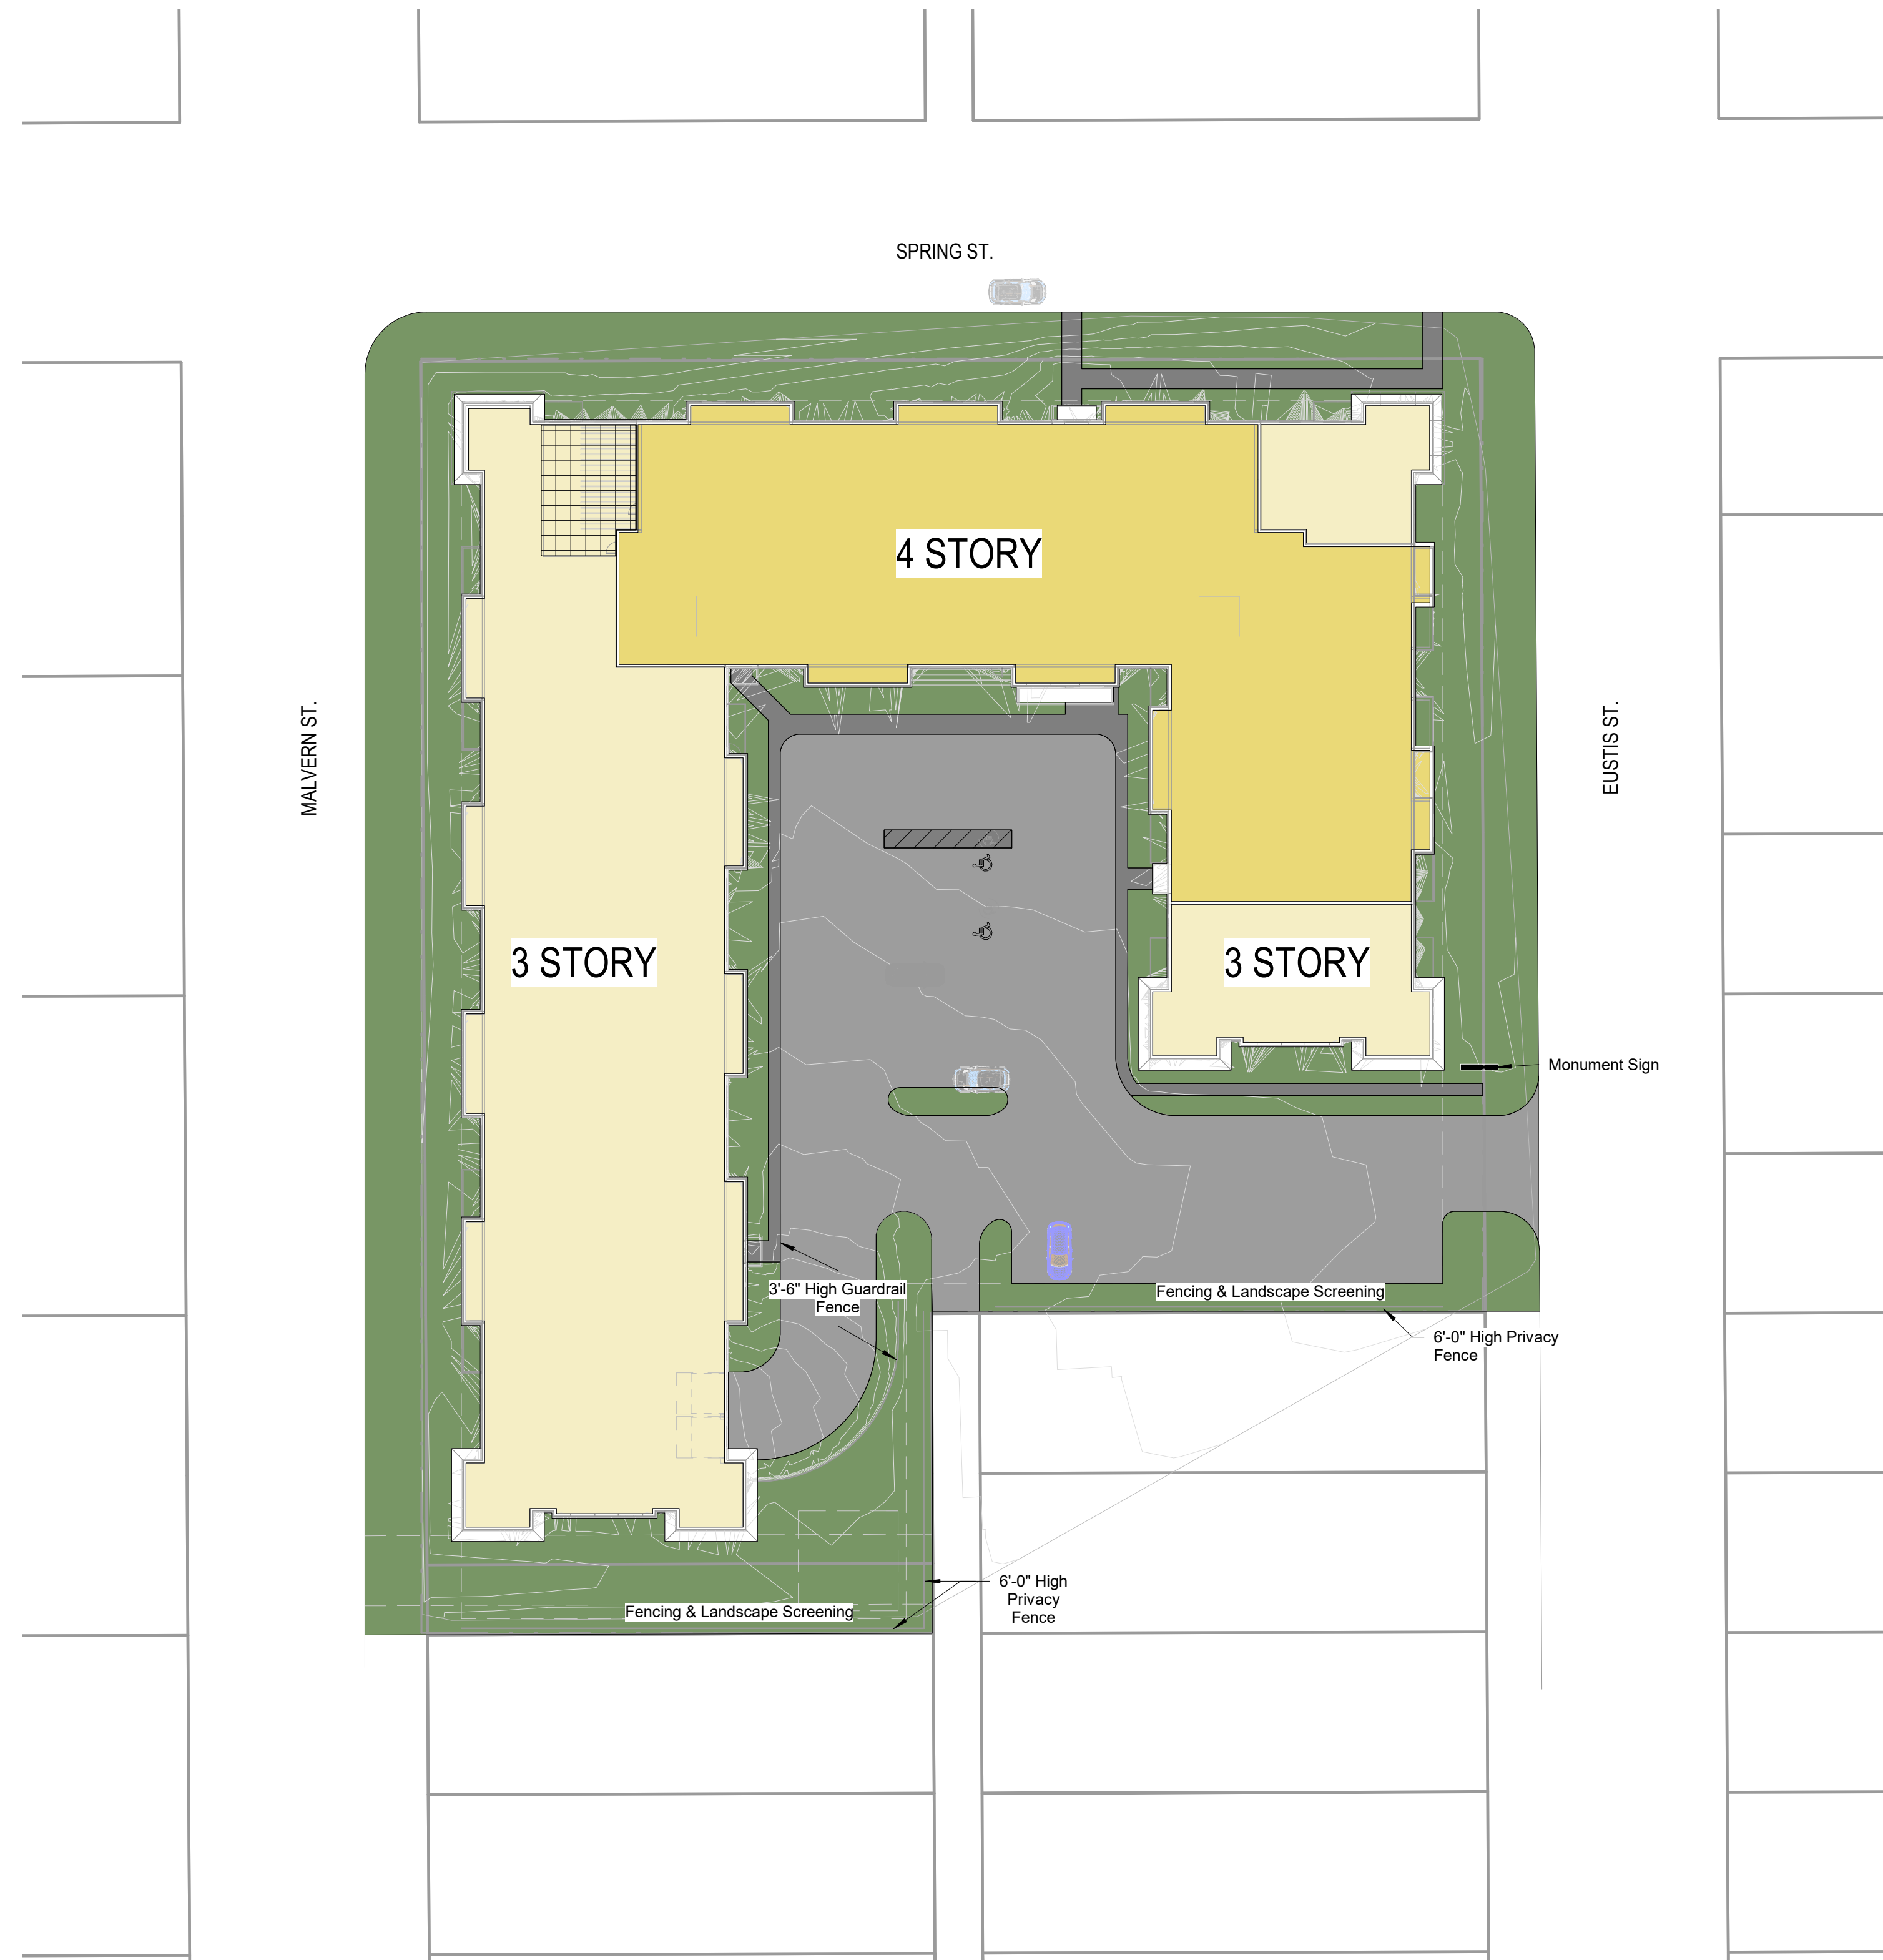 SPRING ST.
4 STORY
MALVERN ST.
EUSTIS ST.
3 STORY
3 STORY
Monument Sign
3'-6" High Guardrail
Fence
Fencing & Landscape Screening
6'-0" High Privacy
Fence
6'-0" High
Privacy
Fence
Fencing & Landscape Screening